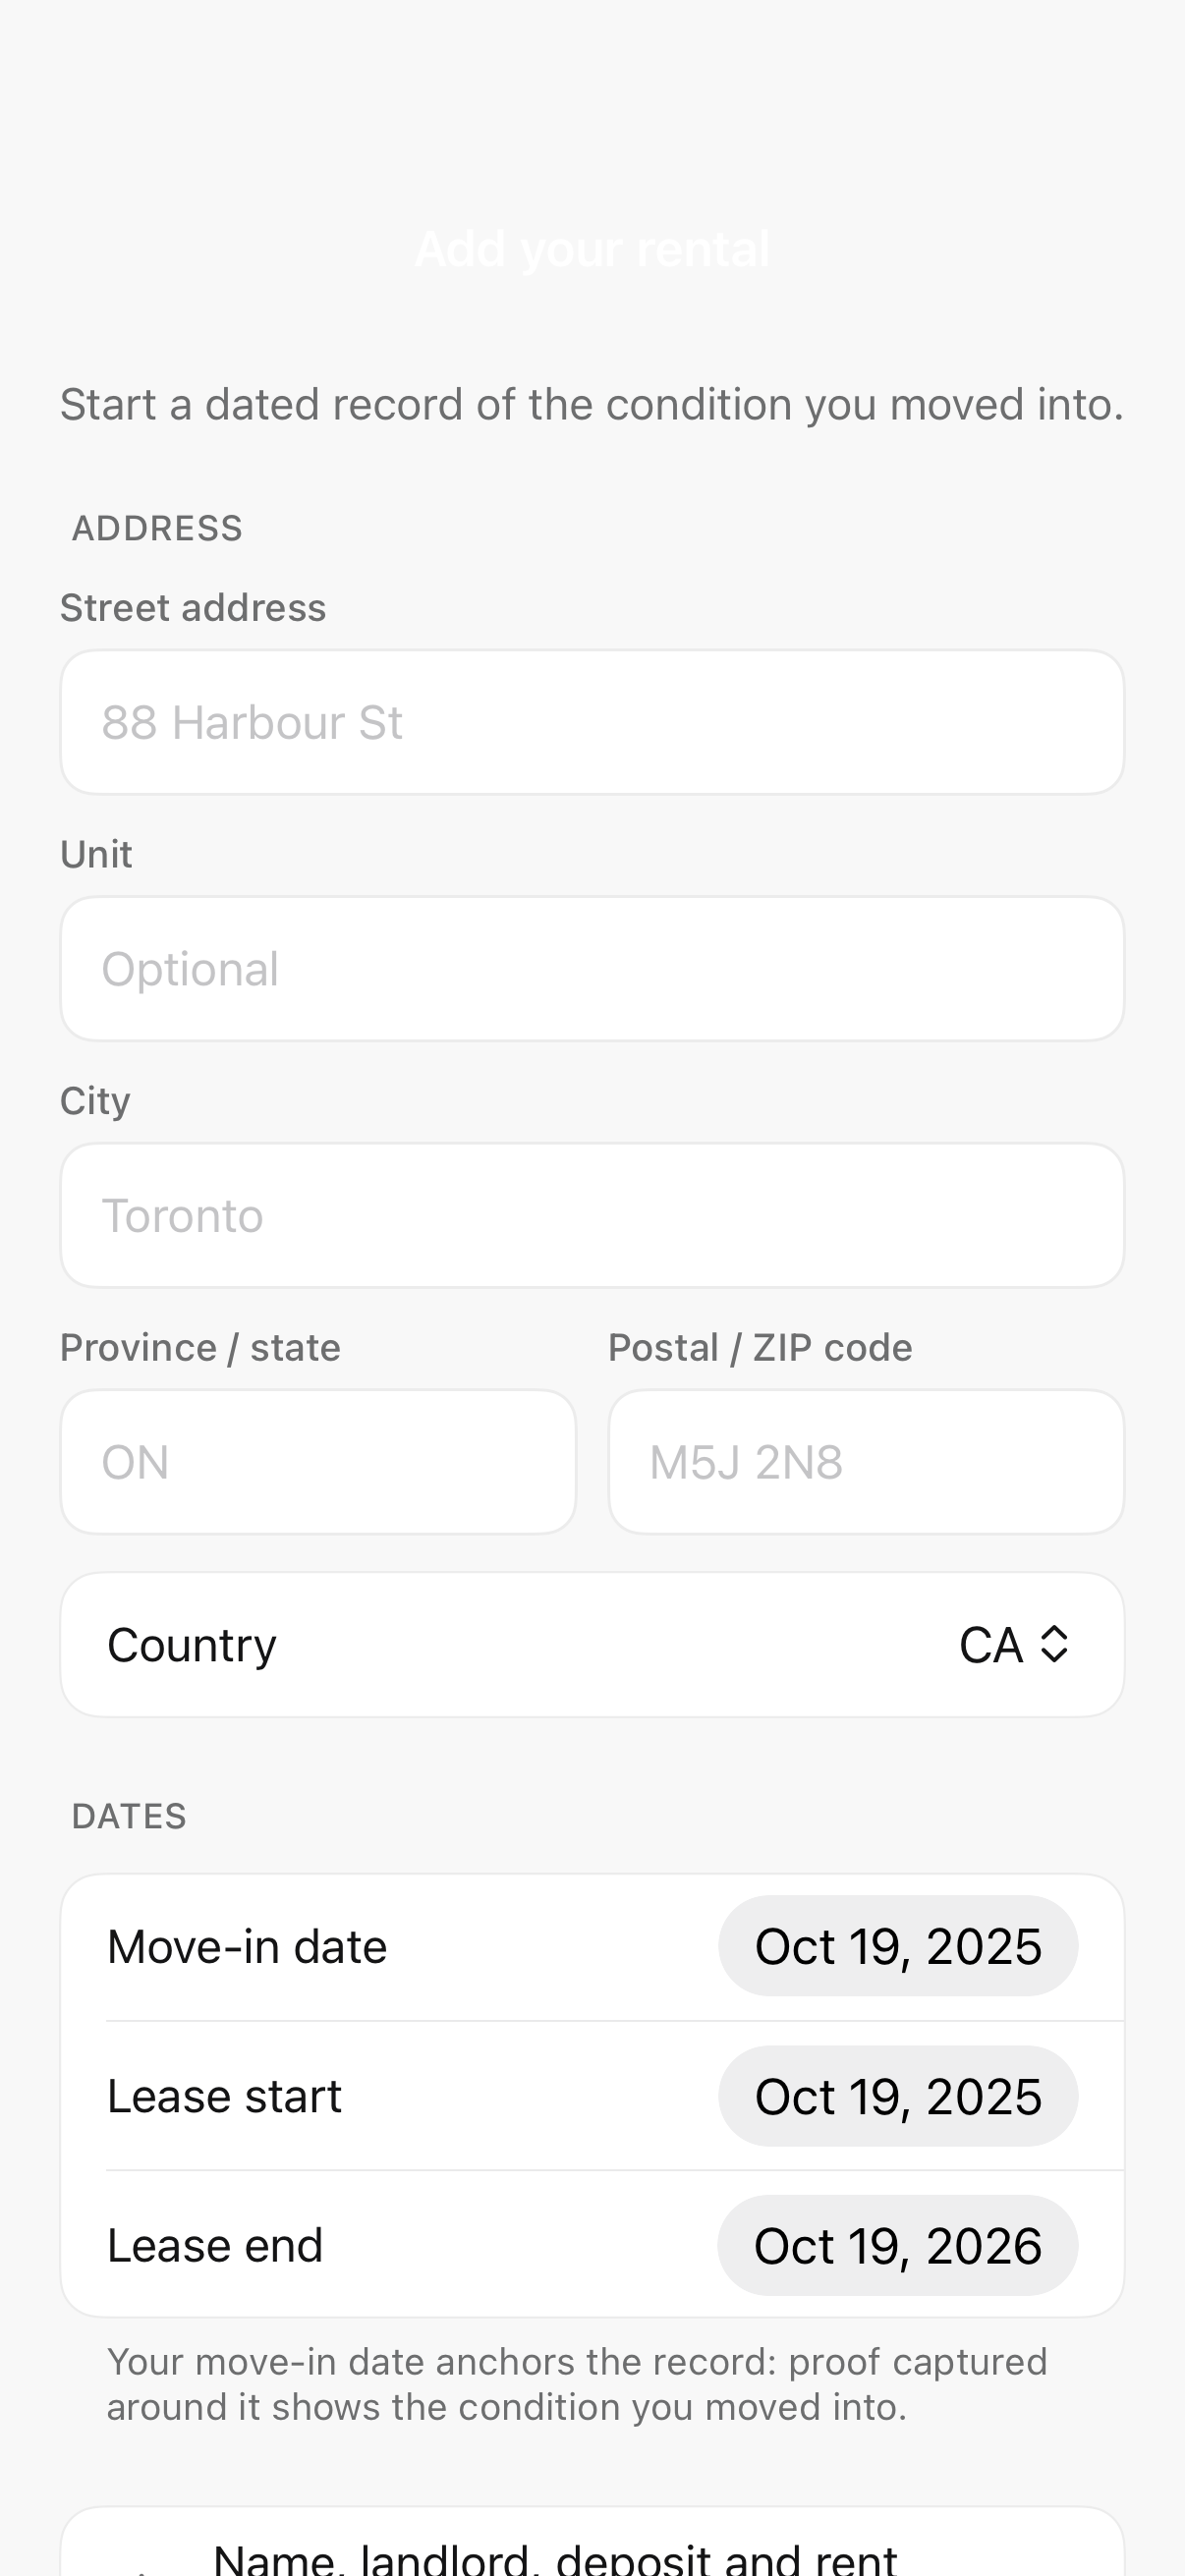 Add your rental
Start a dated record of the condition you moved into.
ADDRESS
Street address
88 Harbour St
Unit
Optional
City
Toronto
Province / state
Postal / ZIP code
ON
M5J 2N8
Country
CA
DATES
Move-in date
Oct 19, 2025
Lease start
Oct 19, 2025
Lease end
Oct 19, 2026
Your move-in date anchors the record: proof captured
around it shows the condition you moved into.
Name, landlord, deposit and rent